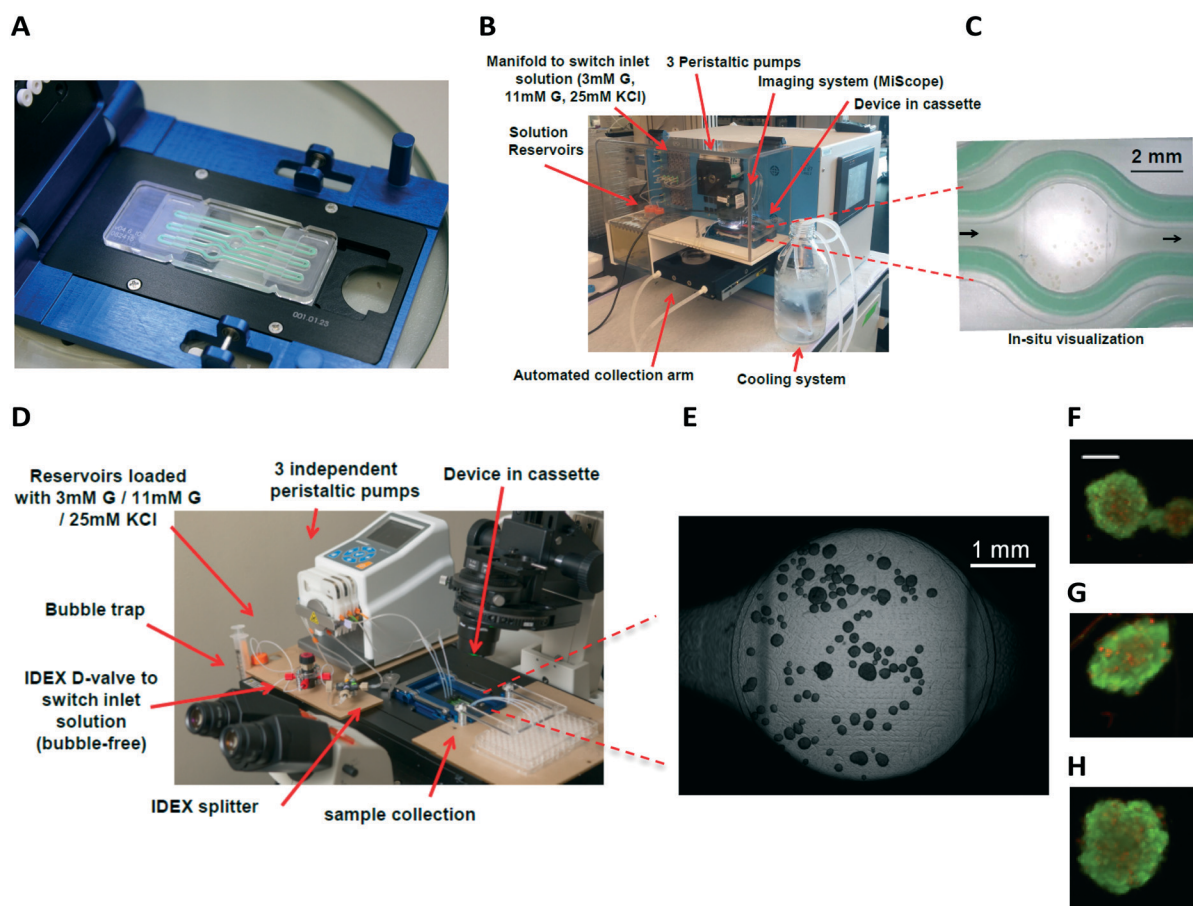 A
B
C
Manifold to switch inlet
solution (3mM G,
11mM G, 25mM KCl)
3 Peristaltic pumps
Imaging system (MiScope)
Device in cassette
Solution
Reservoirs
2 mm
001.01.23
In-situ visualization
Automated collection arm
Cooling system
D
E
F
Reservoirs loaded
with 3mM G / 11mM G
/ 25mM KCl
3 independent
peristaltic pumps
Device in cassette
1 mm
G
Bubble trap
IDEX D-valve to
switch inlet
solution
(bubble-free)
H
IDEX splitter
sample collection